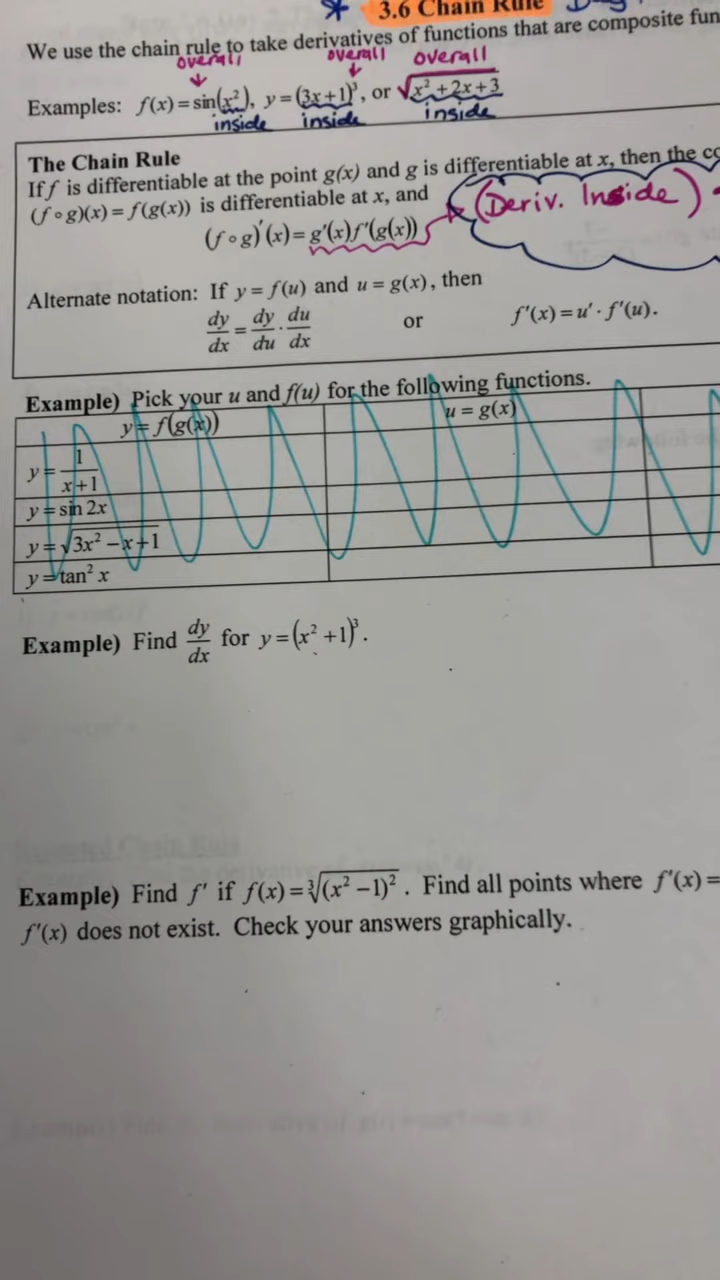 * 3.6 Chain Rule
We use the chain rule to take derivatives of functions that are composite fun
overall overall overall
Examples: f(x) = sin(x²), y = (3x+1)³, or √x²+2x+3
inside inside inside
The Chain Rule
If f is differentiable at the point g(x) and g is differentiable at x, then the co
(f∘g)(x) = f(g(x)) is differentiable at x, and
(Deriv. Inside)
(f∘g)'(x) = g'(x)f'(g(x))
Alternate notation: If y = f(u) and u = g(x), then
dy/dx = dy/du · du/dx or f'(x) = u' · f'(u).
Example) Pick your u and f(u) for the following functions.
y = f(g(x)) u = g(x)
y = 1/x+1
y = sin 2x
y = √3x² − x + 1
y = tan² x
Example) Find dy/dx for y = (x² + 1)³.
Example) Find f' if f(x) = ∛(x² − 1)². Find all points where f'(x) =
f'(x) does not exist. Check your answers graphically.